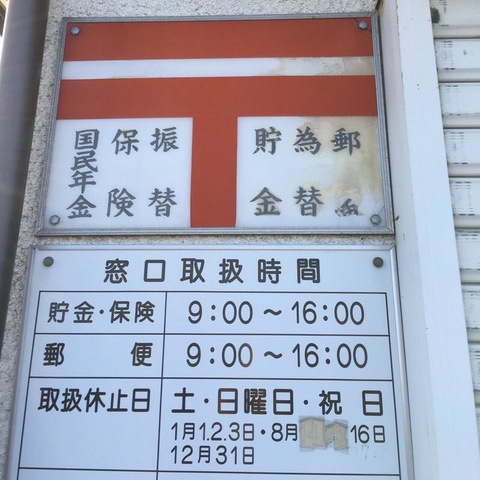 郵
為替
貯金
振替
保険
国民年金
窓口取扱時間
貯金・保険 9:00～16:00
郵便 9:00～16:00
取扱休止日 土・日曜日・祝日
1月1.2.3日・8月 16日
12月31日